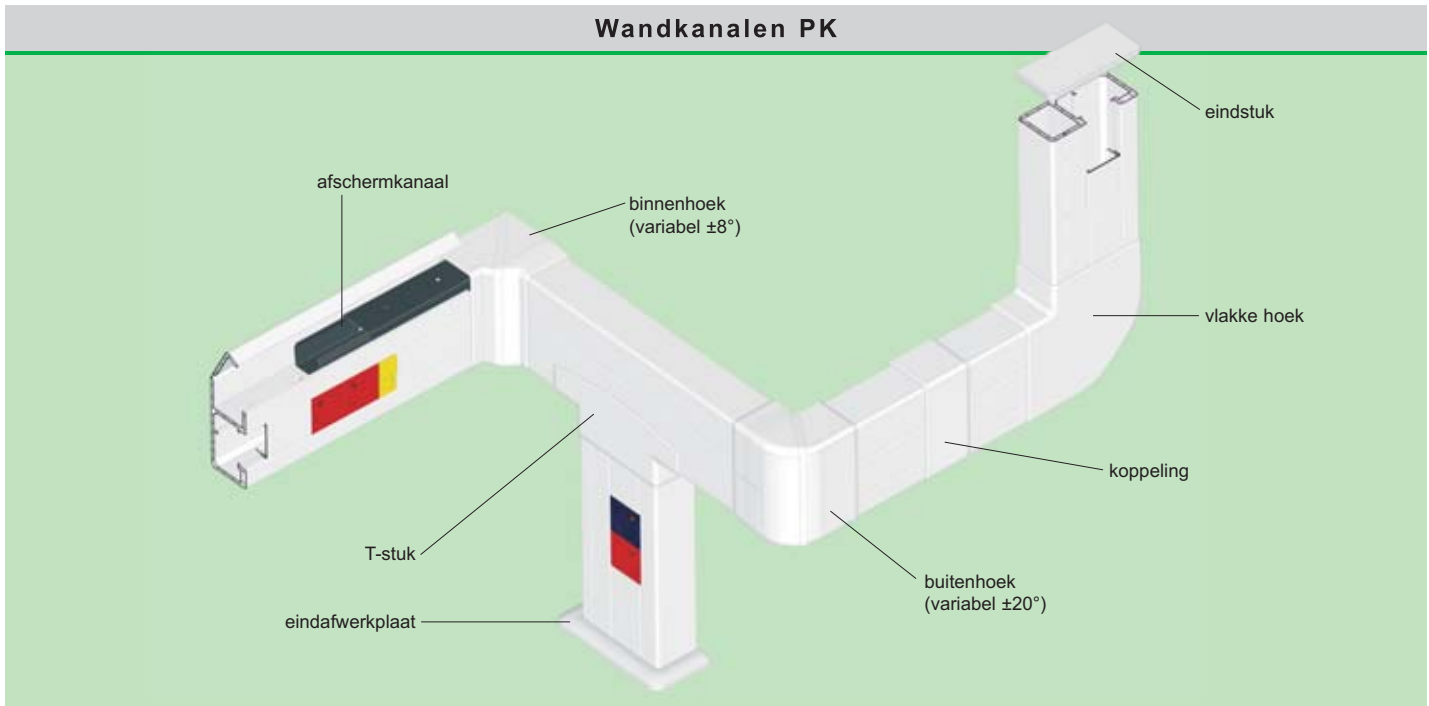 Wandkanalen PK
eindstuk
afschermkanaal
binnenhoek
(variabel ±8°)
vlakke hoek
koppeling
T-stuk
buitenhoek
(variabel ±20°)
eindafwerkplaat